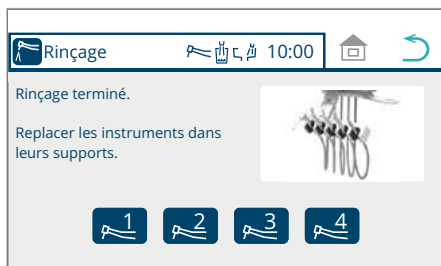 Rinçage 10:00
Rinçage terminé.
Replacer les instruments dans
leurs supports.
1 2 3 4